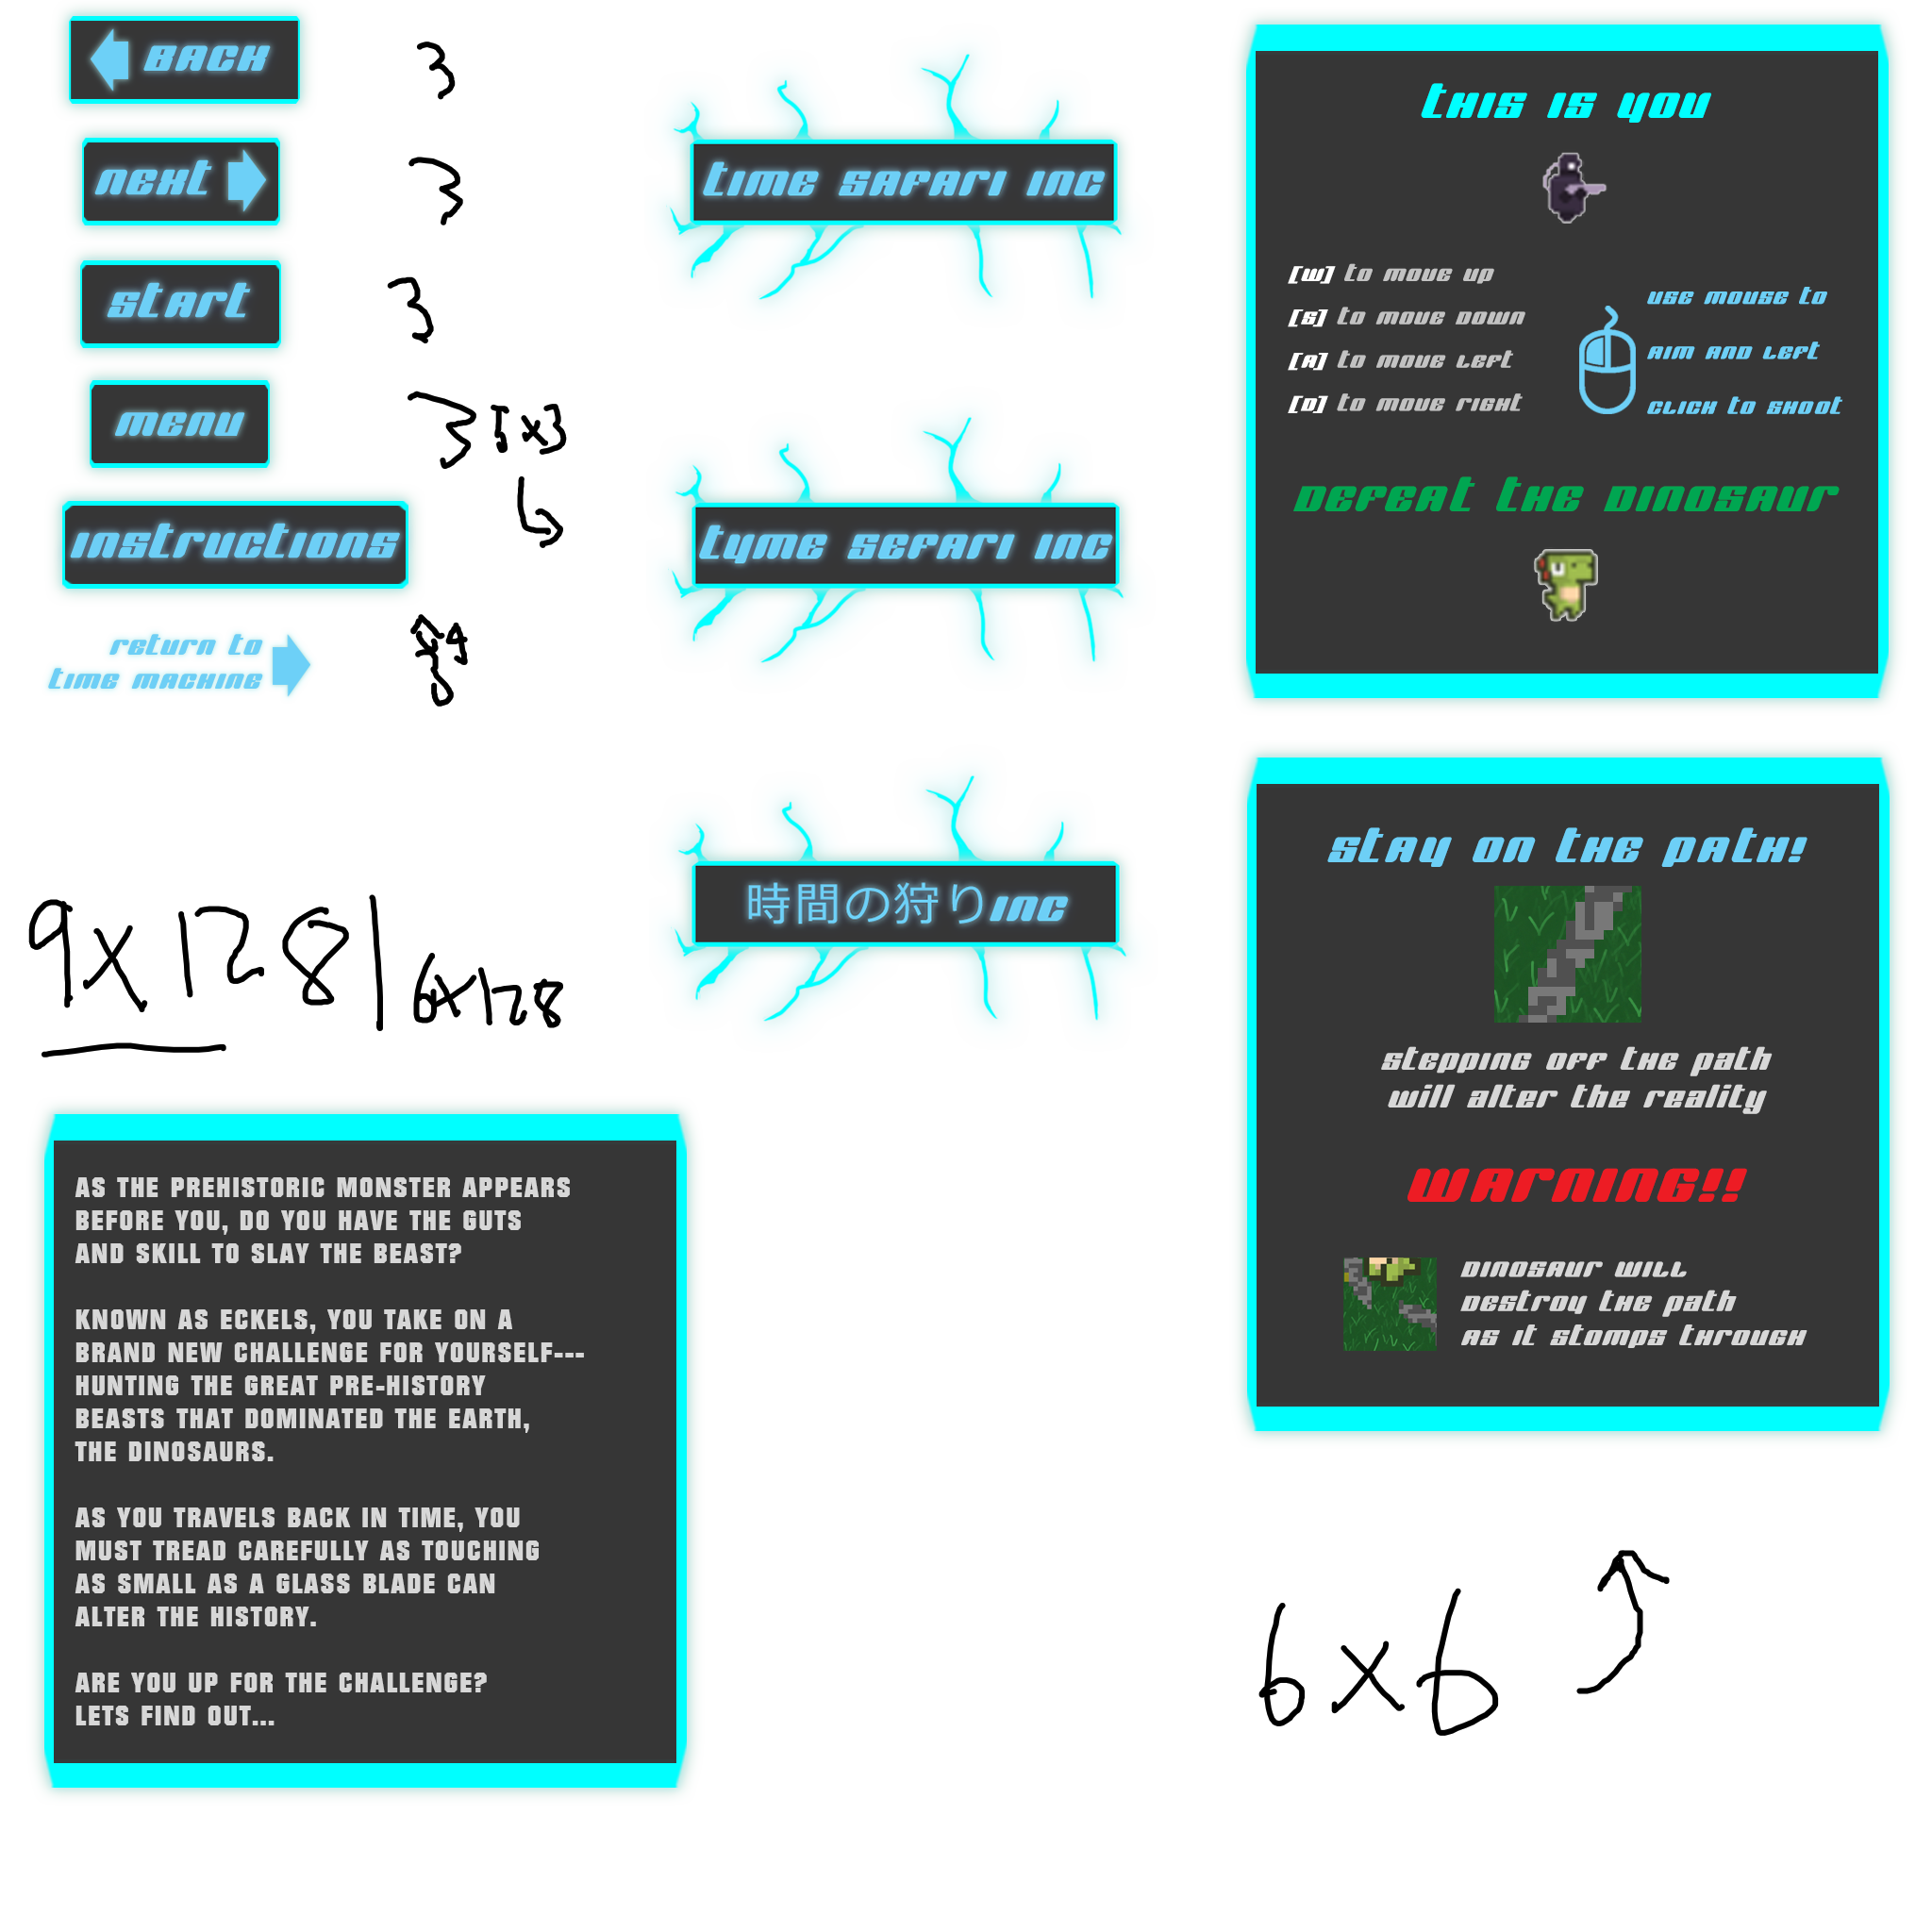 BACK
3
next
3
start
3
menu
3 5x3
instructions
return to
time machine
9x128
6x128
AS THE PREHISTORIC MONSTER APPEARS
BEFORE YOU, DO YOU HAVE THE GUTS
AND SKILL TO SLAY THE BEAST?
KNOWN AS ECKELS, YOU TAKE ON A
BRAND NEW CHALLENGE FOR YOURSELF---
HUNTING THE GREAT PRE-HISTORY
BEASTS THAT DOMINATED THE EARTH,
THE DINOSAURS.
AS YOU TRAVELS BACK IN TIME, YOU
MUST TREAD CAREFULLY AS TOUCHING
AS SMALL AS A GLASS BLADE CAN
ALTER THE HISTORY.
ARE YOU UP FOR THE CHALLENGE?
LETS FIND OUT...
time safari inc
tyme sefari inc
時間の狩りinc
this is you
[W] to move up
[S] to move down
[A] to move left
[D] to move right
use mouse to
aim and left
click to shoot
DEFEAT THE DINOSAUR
stay on the path!
stepping off the path
will alter the reality
WARNING!!
DINOSAUR WILL
DESTROY THE PATH
AS IT STOMPS THROUGH
6x6